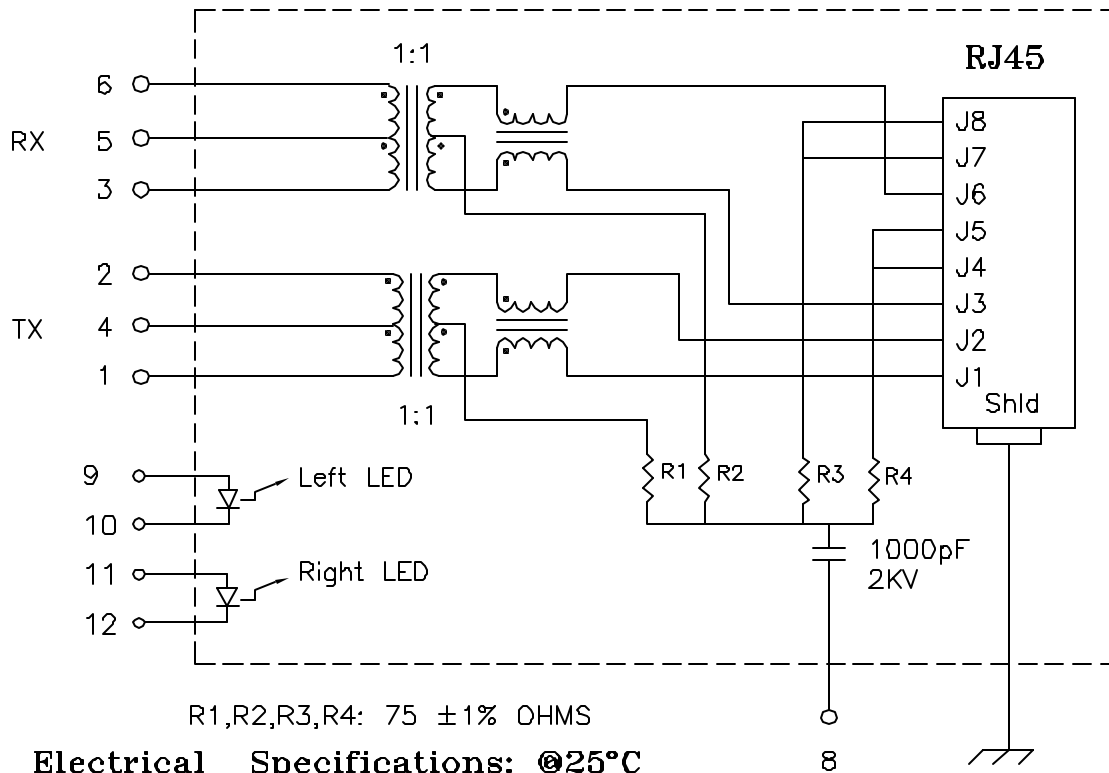 1:1
RJ45
6
RX
5
3
J8
J7
J6
J5
J4
J3
J2
J1
Shld
2
TX
4
1
1:1
9
Left LED
10
R1
R2
R3
R4
11
Right LED
12
1000pF
2KV
R1,R2,R3,R4: 75 ±1% OHMS
8
Electrical Specifications: @25°C